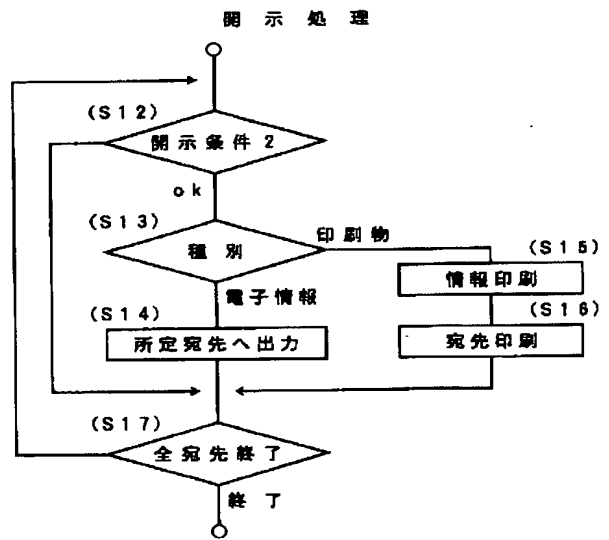 開示処理
(S12)
開示条件2
ok
(S13)
種別
印刷物
(S15)
情報印刷
電子情報
(S14)
(S16)
所定宛先へ出力
宛先印刷
(S17)
全宛先終了
終了